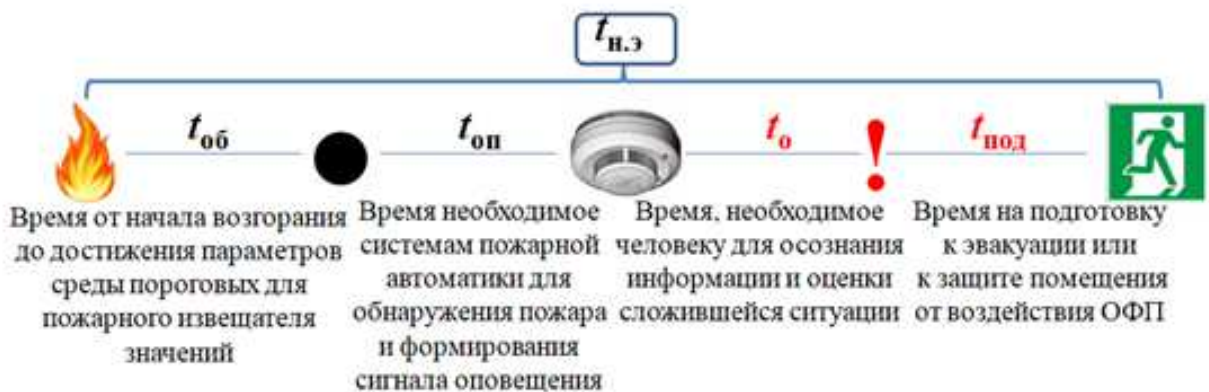 tн.э
tоб
tоп
tо
!
tпод
Время от начала возгорания
до достижения параметров
среды пороговых для
пожарного извещателя
значений
Время необходимое
системам пожарной
автоматики для
обнаружения пожара
и формирования
сигнала оповещения
Время, необходимое
человеку для осознания
информации и оценки
сложившейся ситуации
Время на подготовку
к эвакуации или
к защите помещения
от воздействия ОФП